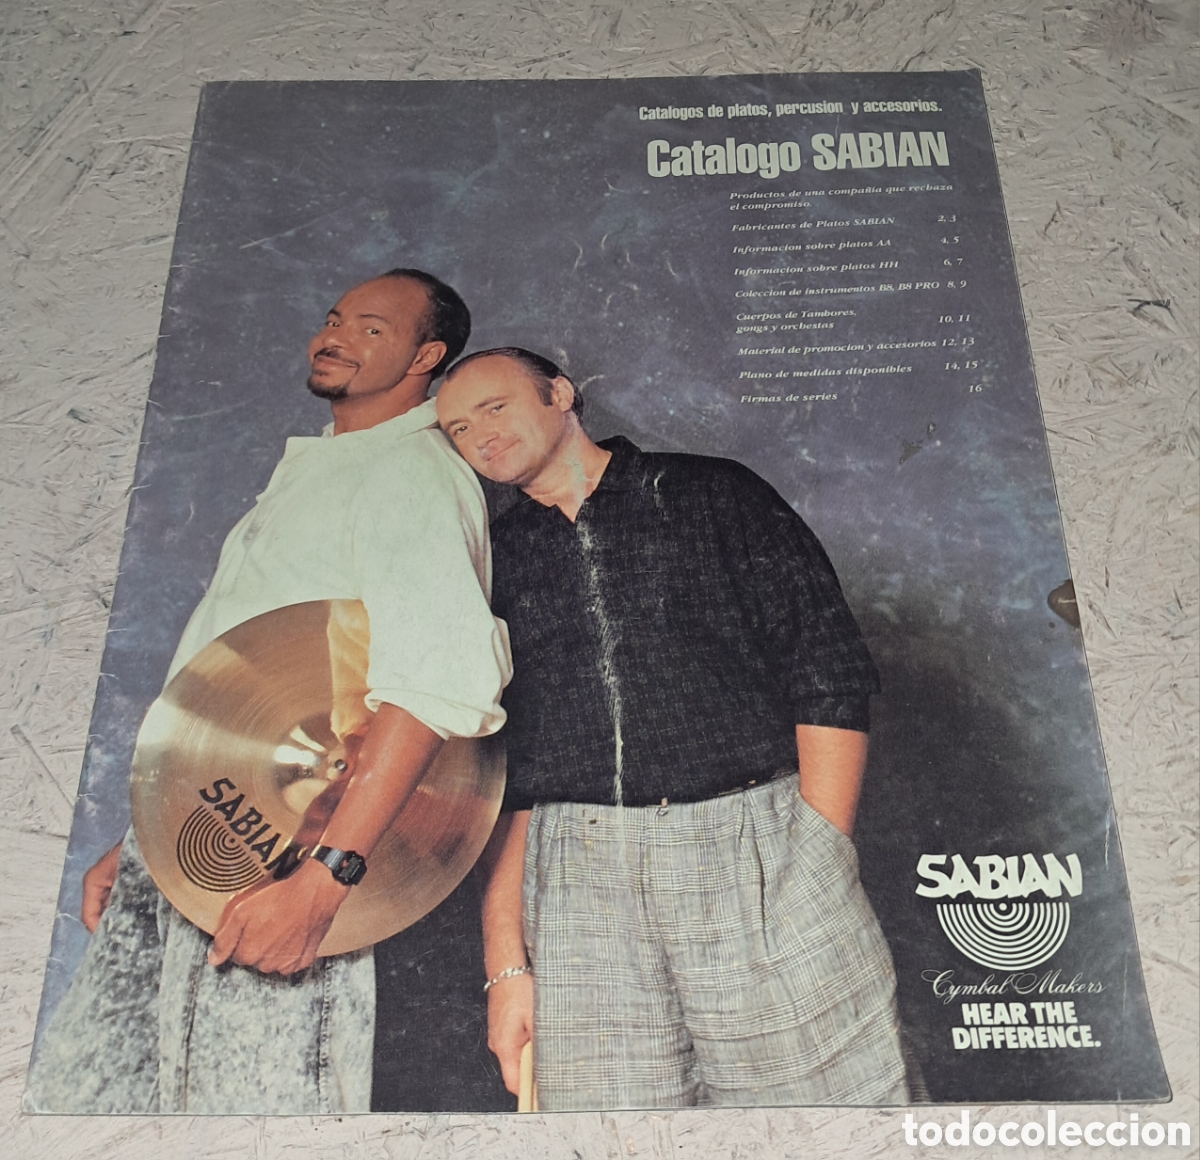 Catalogos de platos, percusion y accesorios.
Catalogo SABIAN
Productos de una compañia que rechaza
el compromiso.
Fabricantes de Platos SABIAN 2, 3
Informacion sobre platos AA 4, 5
Informacion sobre platos HH 6, 7
Coleccion de instrumentos B8, B8 PRO 8, 9
Cuerpos de Tambores,
gongs y orchestas 10, 11
Material de promocion y accesorios 12, 13
Plano de medidas disponibles 14, 15
Firmas de series 16
SABIAN
SABIAN
Cymbal Makers
HEAR THE
DIFFERENCE.
todocoleccion